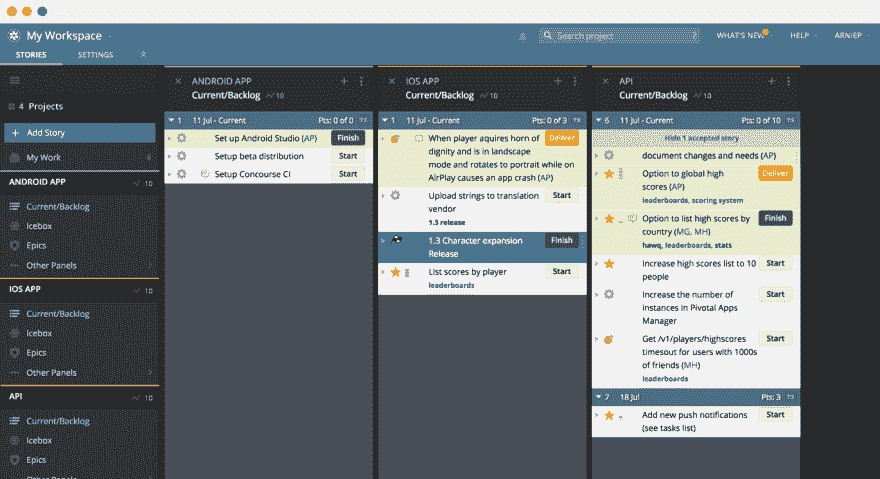 My Workspace
Search project
WHAT'S NEW
HELP
ARNIEP
STORIES
SETTINGS
4 Projects
+ Add Story
My Work
6
ANDROID APP
10
Current/Backlog
Icebox
Epics
Other Panels
IOS APP
10
Current/Backlog
Icebox
Epics
Other Panels
API
10
Current/Backlog
Icebox
Epics
Other Panels
ANDROID APP
Current/Backlog
10
1
11 Jul - Current
Pts: 0 of 0
Set up Android Studio (AP)
Finish
Setup beta distribution
Start
Setup Concourse CI
Start
IOS APP
Current/Backlog
10
1
11 Jul - Current
Pts: 0 of 3
When player aquires horn of
Deliver
dignity and is in landscape
mode and rotates to portrait while on
AirPlay causes an app crash (AP)
Upload strings to translation
Start
vendor
1.3 release
1.3 Character expansion
Finish
Release
List scores by player
Start
leaderboards
API
Current/Backlog
10
6
11 Jul - Current
Pts: 0 of 10
Hide 1 accepted story
document changes and needs (AP)
Option to global high
Deliver
scores (AP)
leaderboards, scoring system
Option to list high scores by
Finish
country (MG, MH)
hawq, leaderboards, stats
Increase high scores list to 10
Start
people
Increase the number of
Start
instances in Pivotal Apps
Manager
Get /v1/players/highscores
Start
timesout for users with 1000s
of friends (MH)
leaderboards
7
18 Jul
Pts: 3
Add new push notifications
Start
(see tasks list)